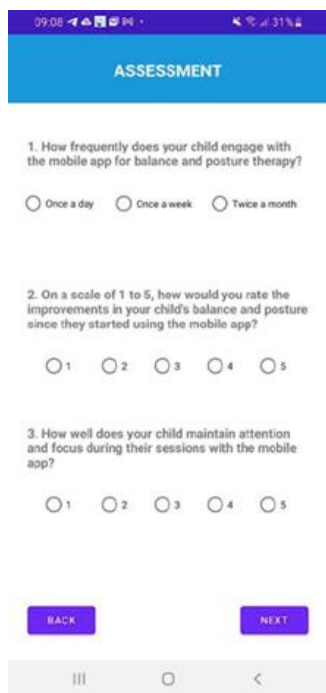 09:08 31%
ASSESSMENT
1. How frequently does your child engage with
the mobile app for balance and posture therapy?
Once a day Once a week Twice a month
2. On a scale of 1 to 5, how would you rate the
improvements in your child's balance and posture
since they started using the mobile app?
1 2 3 4 5
3. How well does your child maintain attention
and focus during their sessions with the mobile
app?
1 2 3 4 5
BACK NEXT